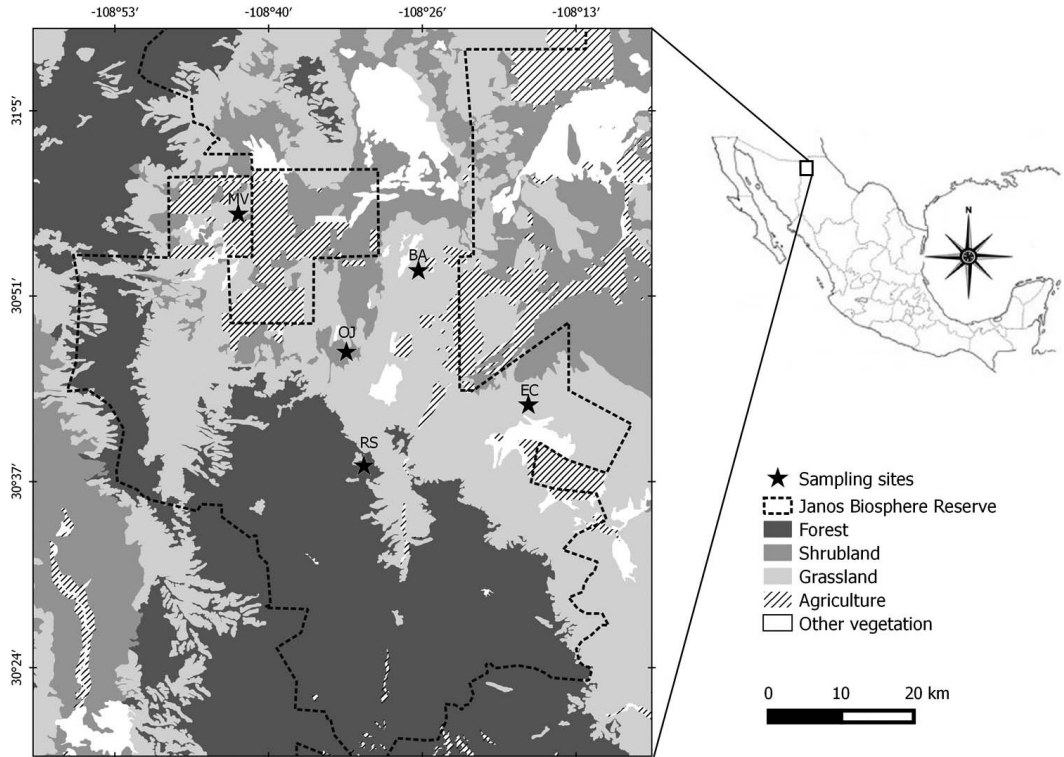 -108°53' -108°40' -108°26' -108°13'
31°5'
N
MV
BA
30°51'
OJ
EC
RS
30°37'
Sampling sites
Janos Biosphere Reserve
Forest
Shrubland
Grassland
Agriculture
Other vegetation
30°24'
0 10 20 km